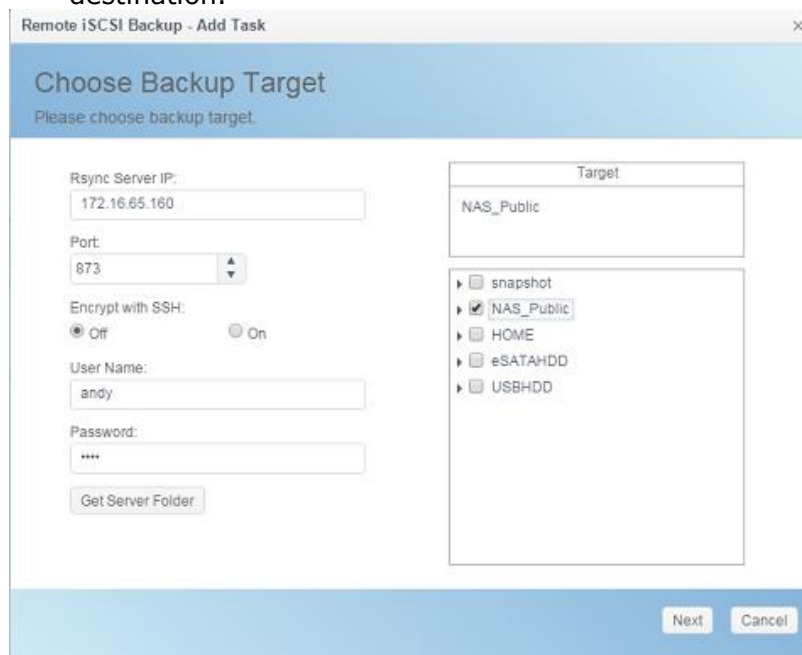 destination.
Remote iSCSI Backup - Add Task
Choose Backup Target
Please choose backup target.
Rsync Server IP:
172.16.65.160
Port:
873
Encrypt with SSH:
Off
On
User Name:
andy
Password:
••••
Get Server Folder
Target
NAS_Public
snapshot
NAS_Public
HOME
eSATAHDD
USBHDD
Next
Cancel